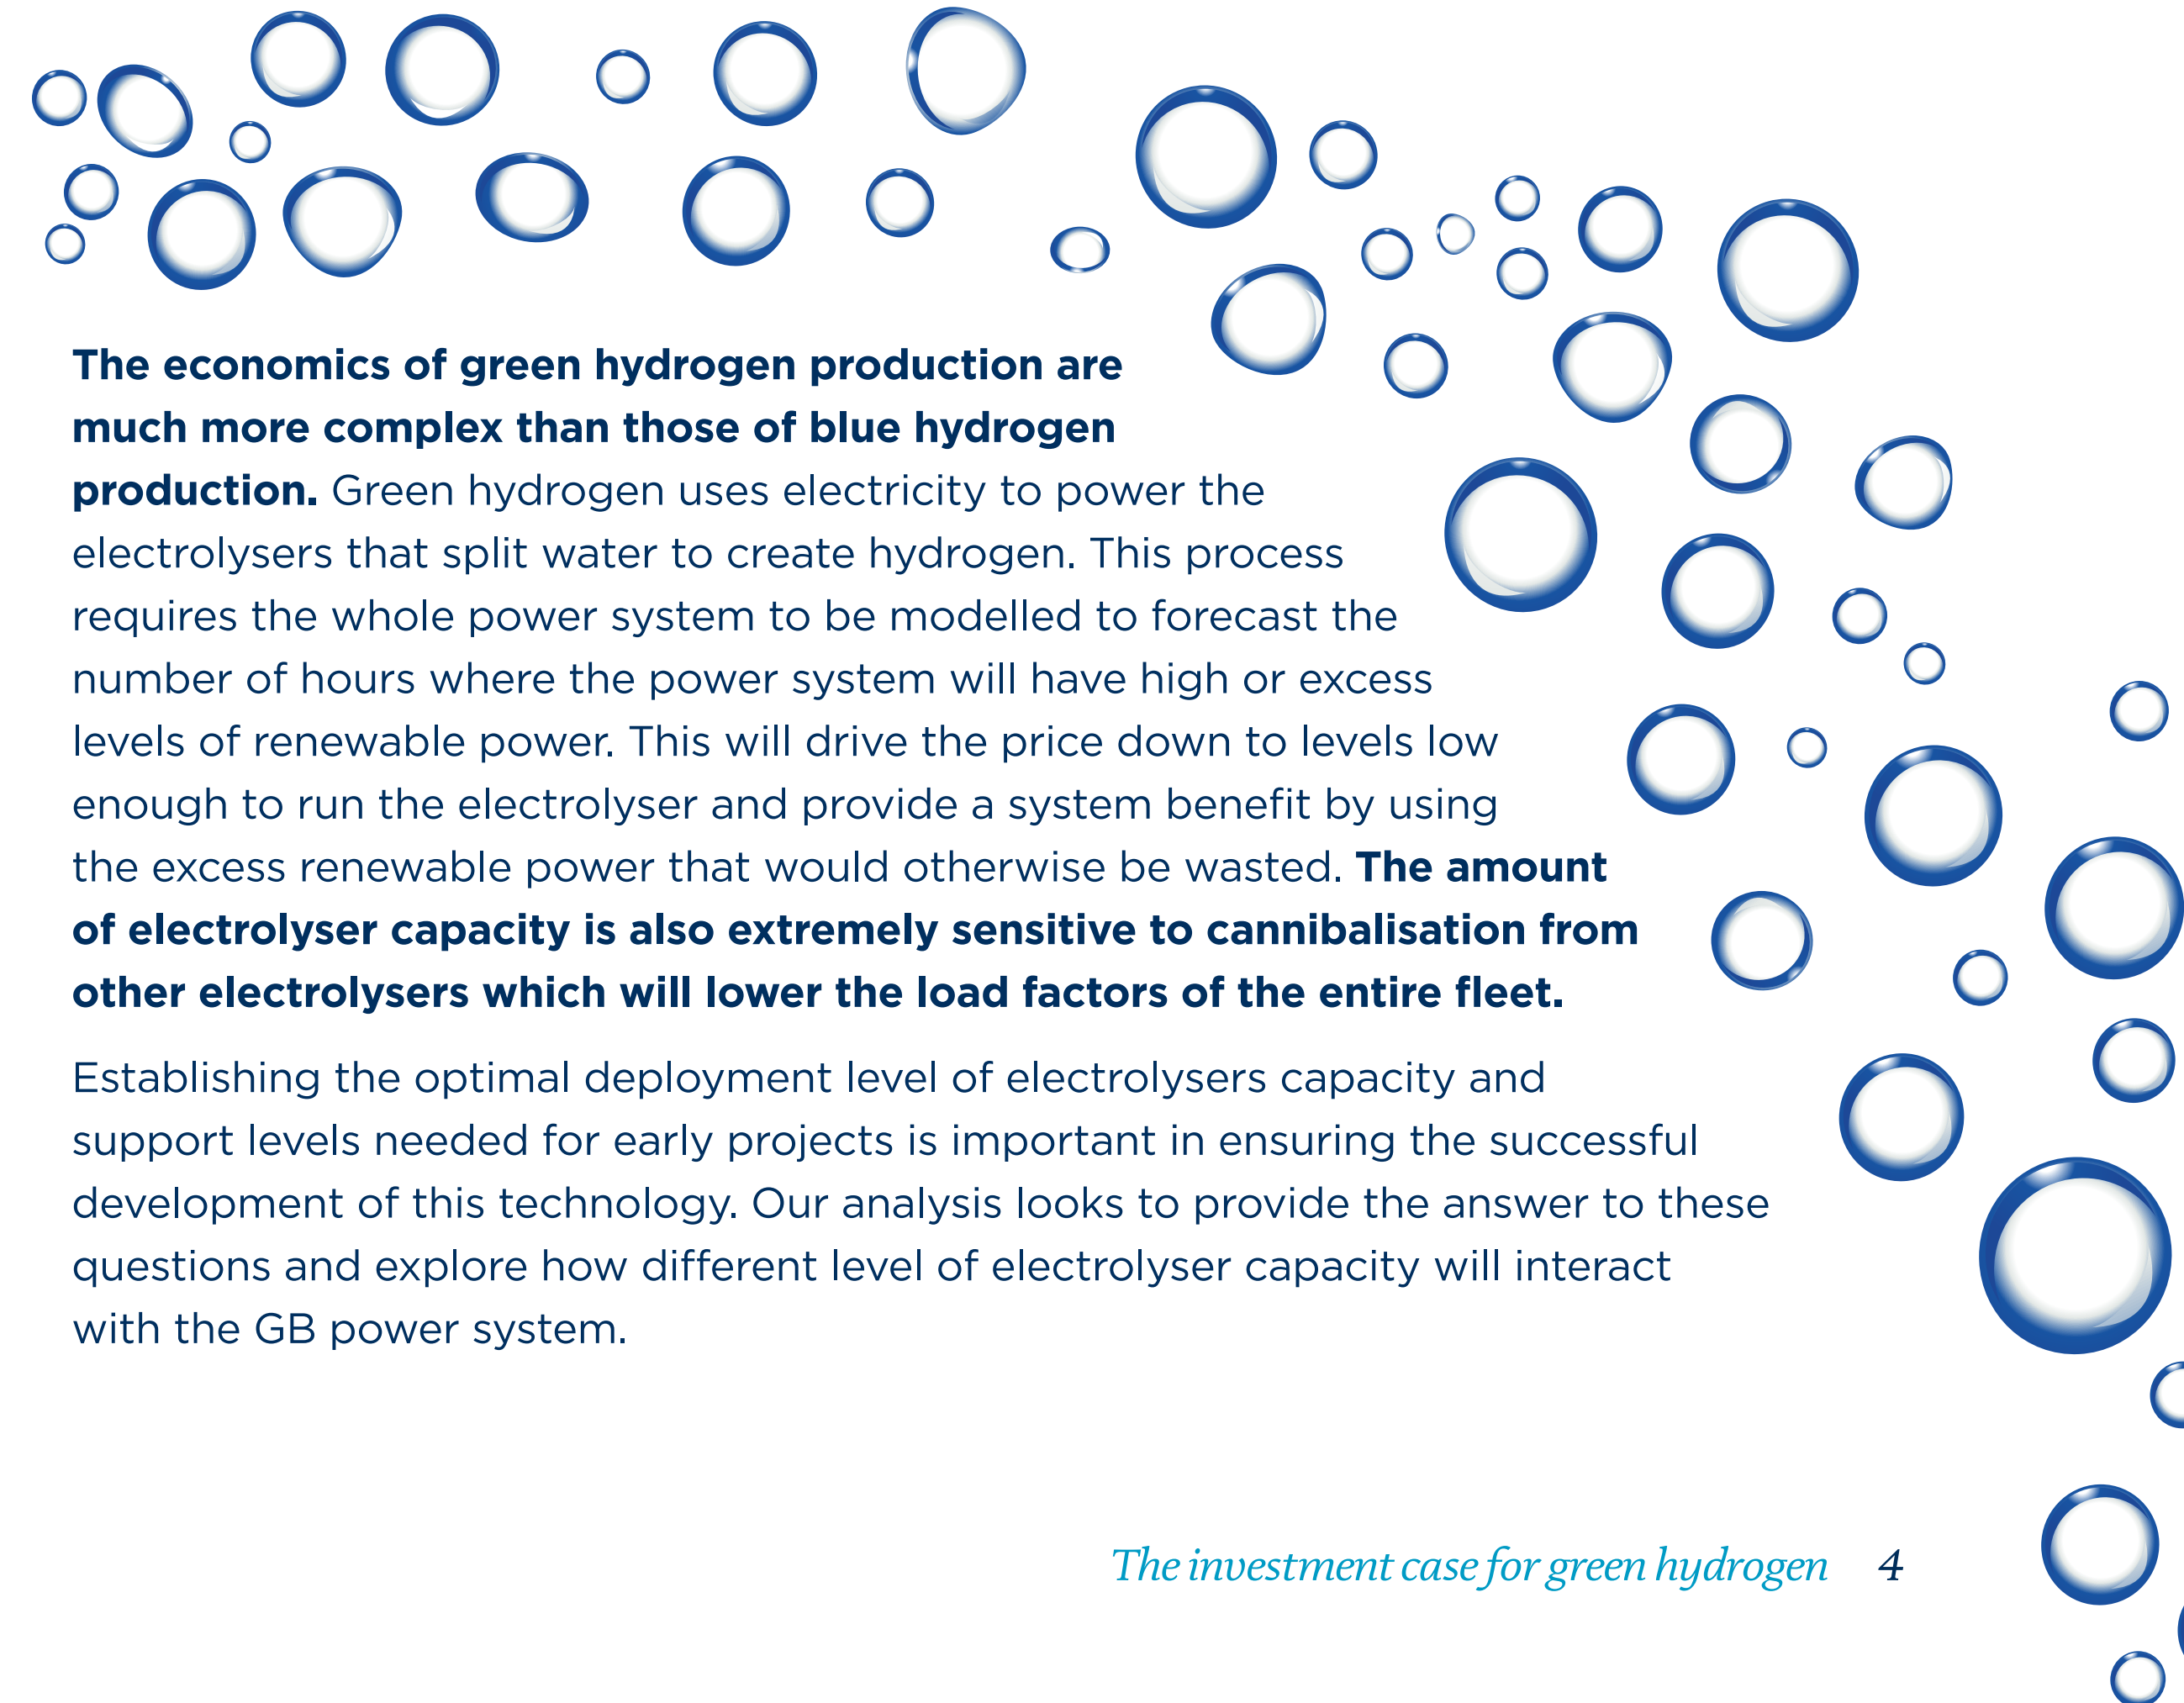 The economics of green hydrogen production are
much more complex than those of blue hydrogen
production. Green hydrogen uses electricity to power the
electrolysers that split water to create hydrogen. This process
requires the whole power system to be modelled to forecast the
number of hours where the power system will have high or excess
levels of renewable power. This will drive the price down to levels low
enough to run the electrolyser and provide a system benefit by using
the excess renewable power that would otherwise be wasted. The amount
of electrolyser capacity is also extremely sensitive to cannibalisation from
other electrolysers which will lower the load factors of the entire fleet.
Establishing the optimal deployment level of electrolysers capacity and
support levels needed for early projects is important in ensuring the successful
development of this technology. Our analysis looks to provide the answer to these
questions and explore how different level of electrolyser capacity will interact
with the GB power system.
The investment case for green hydrogen 4